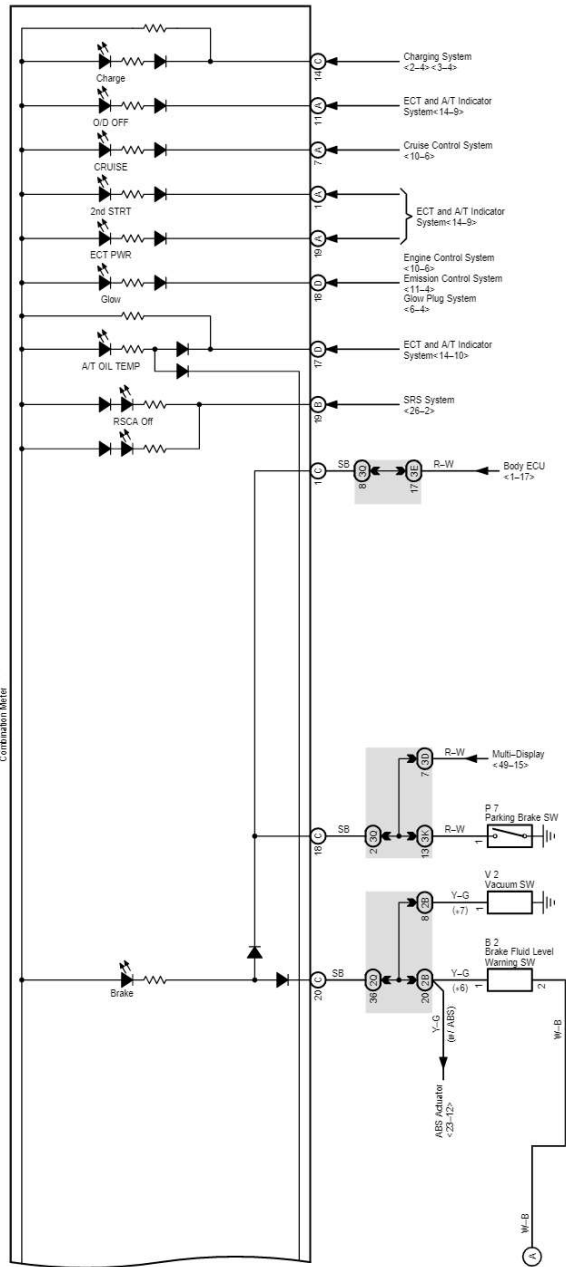 Combination Meter
Charge
14 C
Charging System
<2–4><3–4>
O/D OFF
11 A
ECT and A/T Indicator
System<14–9>
CRUISE
7 A
Cruise Control System
<10–6>
2nd STRT
1 A
ECT PWR
19 A
ECT and A/T Indicator
System<14–9>
Glow
18 D
Engine Control System
<10–6>
Emission Control System
<11–4>
Glow Plug System
<6–4>
A/T OIL TEMP
17 D
ECT and A/T Indicator
System<14–10>
RSCA Off
19 B
SRS System
<26–2>
1 C
SB
8 3Q
17 3E
R–W
Body ECU
<1–17>
7 3D
R–W
Multi–Display
<49–15>
18 C
SB
2 3Q
13 3K
R–W
1
P 7
Parking Brake SW
8 2B
Y–G
(*7)
1
V 2
Vacuum SW
Brake
20 C
SB
36 2Q
20 2B
Y–G
(*6)
1
B 2
Brake Fluid Level
Warning SW
2
Y–G
(w/ ABS)
ABS Actuator
<23–12>
W–B
W–B
A